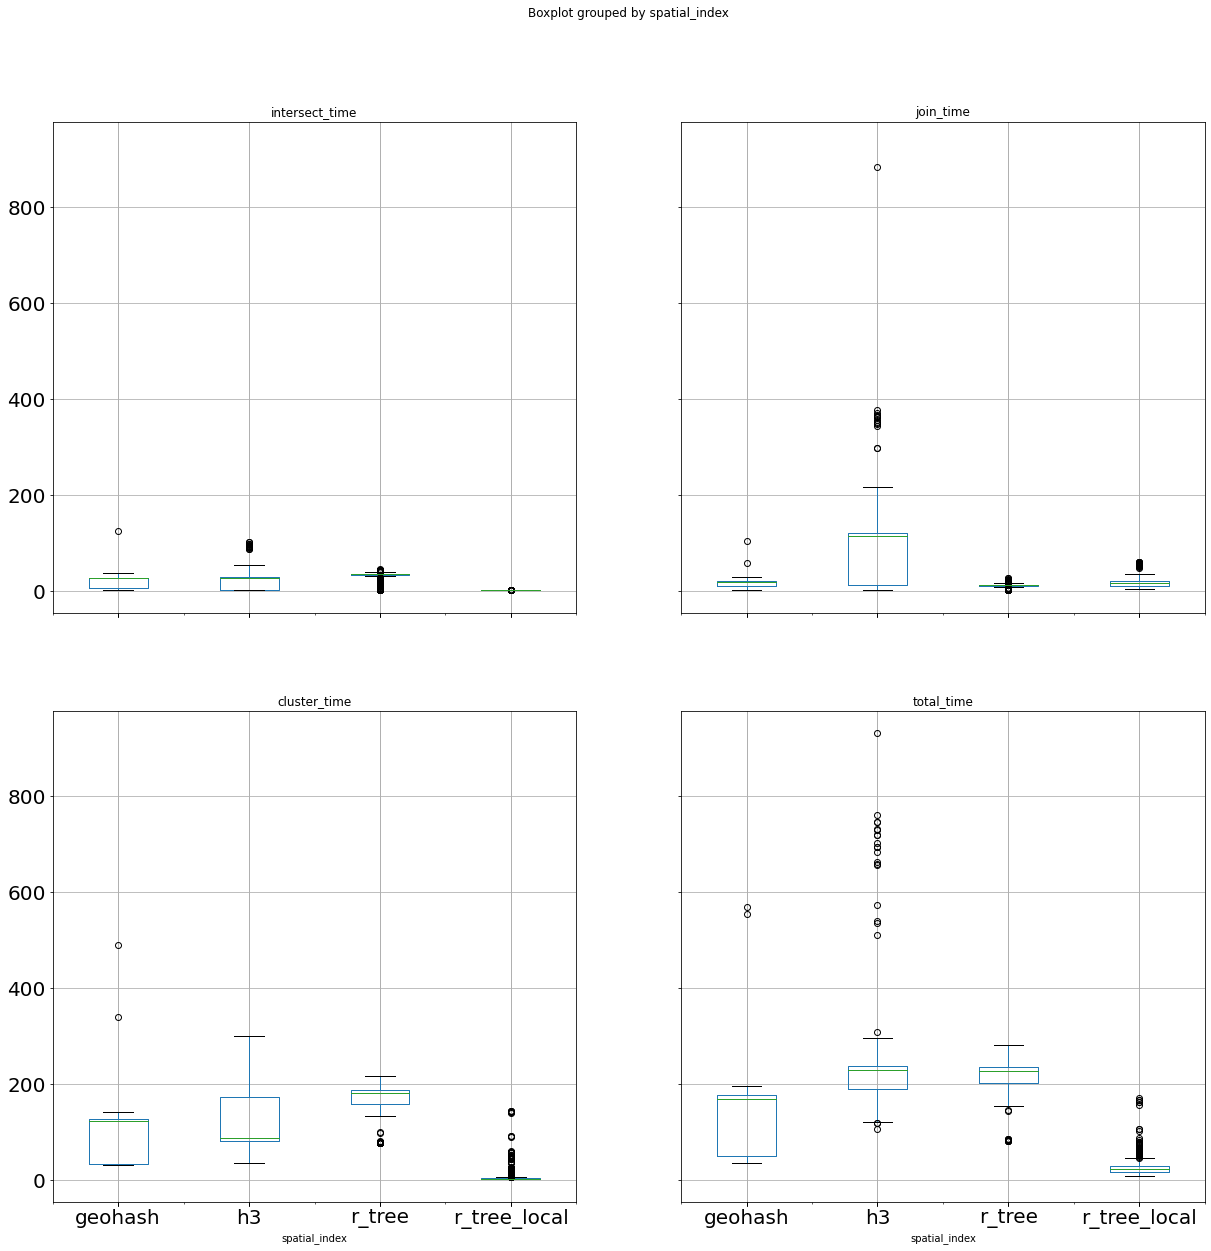 Boxplot grouped by spatial_index
intersect_time
join_time
800
600
400
200
0
cluster_time
total_time
800
600
400
200
0
geohash h3 r_tree r_tree_local
geohash h3 r_tree r_tree_local
spatial_index
spatial_index